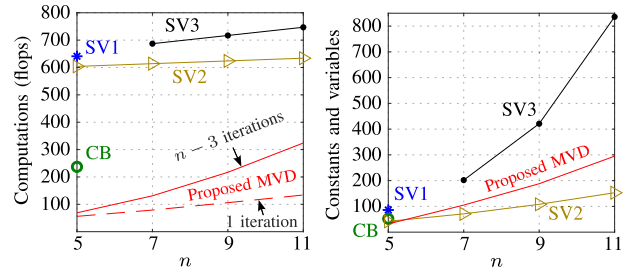 Computations (flops)
800
700
600
500
400
300
200
100
5
7
9
11
n
SV1
SV3
SV2
CB
n − 3 iterations
Proposed MVD
1 iteration
Constants and variables
800
700
600
500
400
300
200
100
0
5
7
9
11
n
SV3
Proposed MVD
SV1
CB
SV2